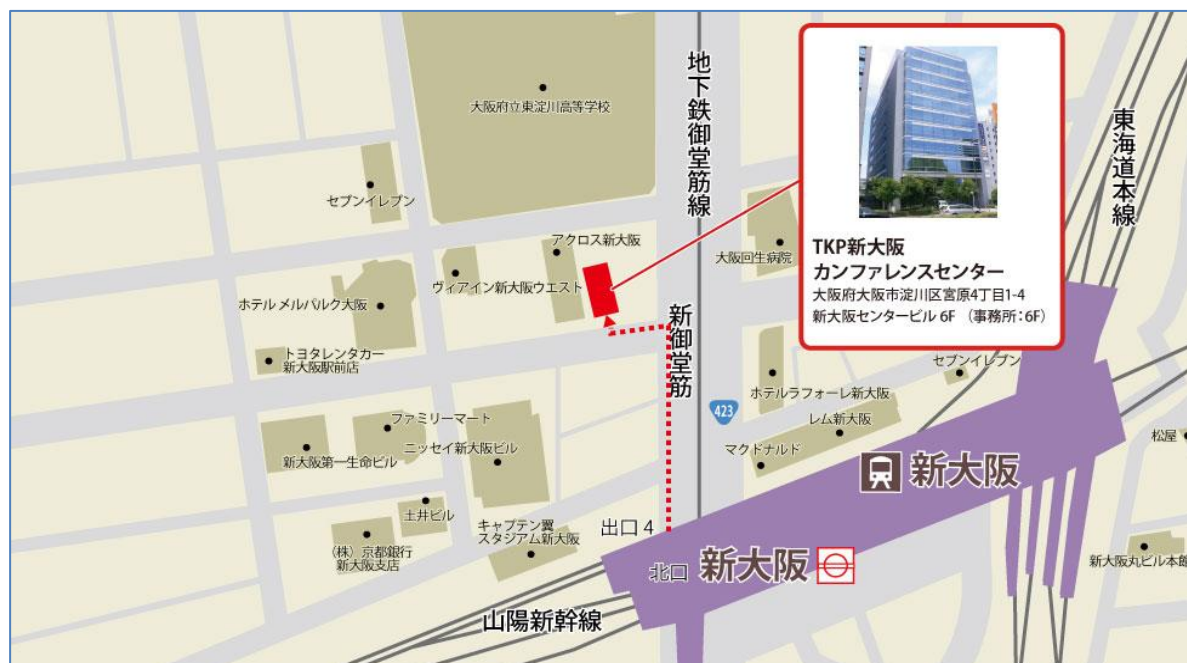 大阪府立東淀川高等学校
地下鉄御堂筋線
東海道本線
セブンイレブン
アクロス新大阪
大阪回生病院
TKP新大阪
カンファレンスセンター
大阪府大阪市淀川区宮原4丁目1-4
新大阪センタービル 6F （事務所：6F）
ヴィアイン新大阪ウエスト
ホテル メルパルク大阪
新御堂筋
トヨタレンタカー
新大阪駅前店
セブンイレブン
ホテルラフォーレ新大阪
423
レム新大阪
ファミリーマート
ニッセイ新大阪ビル
新大阪第一生命ビル
マクドナルド
松屋
新大阪
土井ビル
キャプテン翼
スタジアム新大阪
出口 4
（株）京都銀行
新大阪支店
北口
新大阪
新大阪丸ビル本館
山陽新幹線